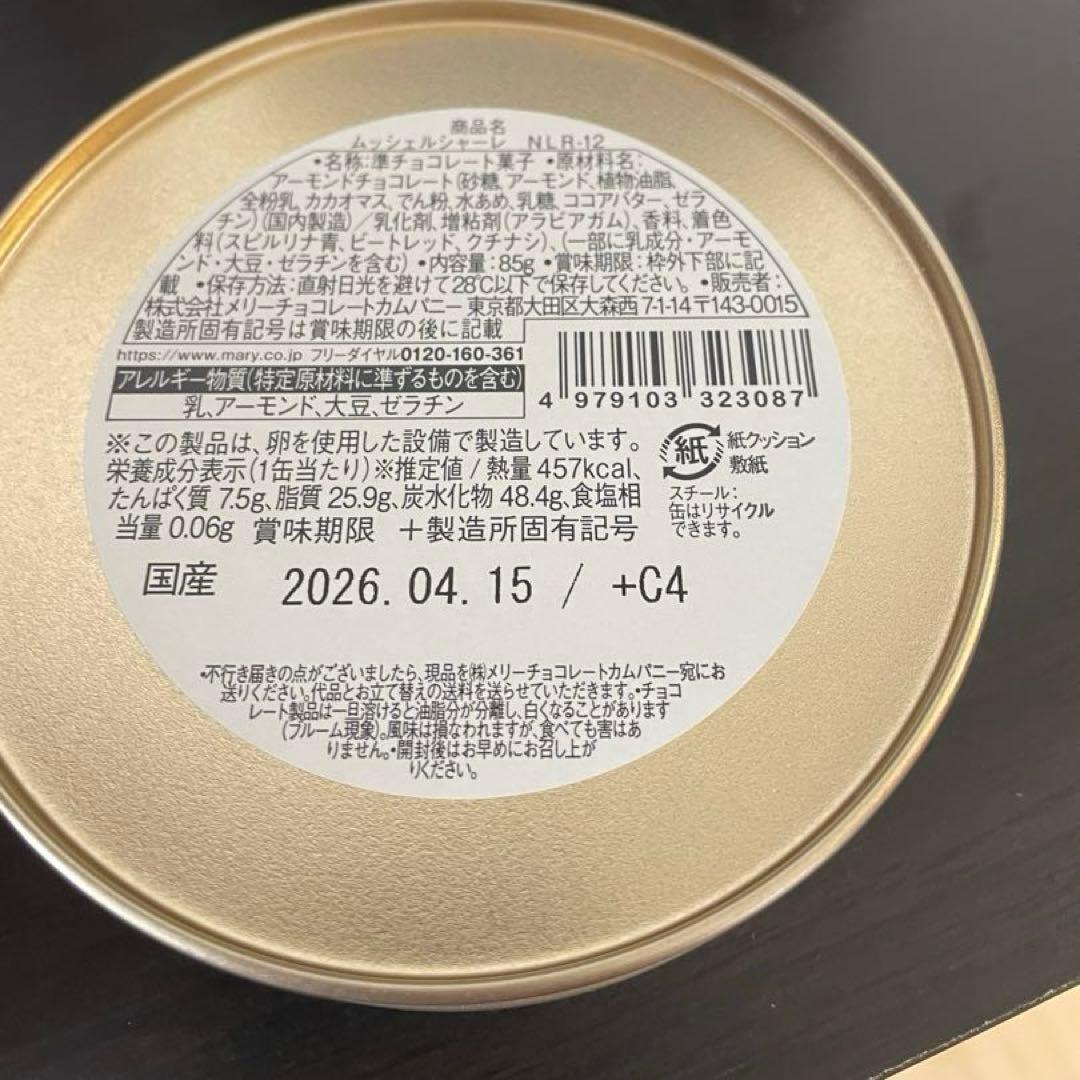 商品名
ムッシェルシャーレ NLR-12
•名称:準チョコレート菓子 •原材料名:
アーモンドチョコレート(砂糖、アーモンド、植物油脂、
全粉乳、カカオマス、でん粉、水あめ、乳糖、ココアバター、ゼラ
チン)(国内製造)/乳化剤、増粘剤(アラビアガム)、香料、着色
料(スピルリナ青、ビートレッド、クチナシ)、(一部に乳成分・アーモ
ンド・大豆・ゼラチンを含む) •内容量:85g •賞味期限:枠外下部に記
載 •保存方法:直射日光を避けて28℃以下で保存してください。 •販売者:
株式会社メリーチョコレートカムパニー 東京都大田区大森西7-1-14〒143-0015
製造所固有記号は賞味期限の後に記載
https://www.mary.co.jp フリーダイヤル0120-160-361
アレルギー物質(特定原材料に準ずるものを含む)
乳、アーモンド、大豆、ゼラチン
4 979103 323087
※この製品は、卵を使用した設備で製造しています。
栄養成分表示(1缶当たり)※推定値/熱量457kcal、
たんぱく質 7.5g、脂質 25.9g、炭水化物 48.4g、食塩相
当量 0.06g 賞味期限 +製造所固有記号
紙
紙クッション
敷紙
スチール:
缶はリサイクル
できます。
国産 2026.04.15 / +C4
•不行き届きの点がございましたら、現品を㈱メリーチョコレートカムパニー宛にお
送りください。代品とお立て替えの送料を送らせていただきます。•チョコ
レート製品は一旦溶けると油脂分が分離し、白くなることがあります
(ブルーム現象)。風味は損なわれますが、食べても害はあ
りません。•開封後はお早めにお召し上が
りください。